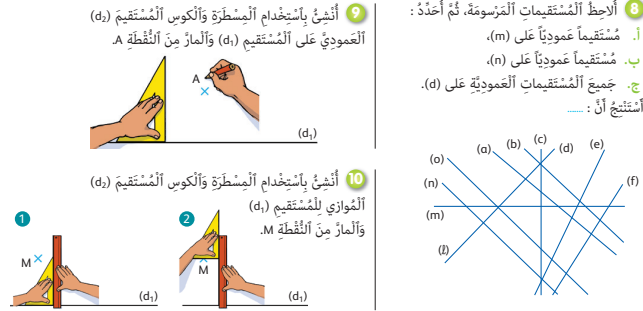 8 أُلاحِظُ ٱلْمُسْتَقيماتِ ٱلْمَرْسومَةَ، ثُمَّ أُحَدِّدُ :
أ. مُسْتَقيماً عَمودِيّاً عَلى (m)،
ب. مُسْتَقيماً عَمودِيّاً عَلى (n)،
ج. جَميعَ ٱلْمُسْتَقيماتِ ٱلْعَمودِيَّةِ عَلى (d).
أَسْتَنْتِجُ أَنَّ : ........
(o)
(a)
(b)
(c)
(d)
(e)
(n)
(f)
(m)
(ℓ)
9 أُنْشِئُ بِٱسْتِخْدامِ ٱلْمِسْطَرَةِ وَٱلْكوسِ ٱلْمُسْتَقيمَ (d₂)
ٱلْعَمودِيَّ عَلى ٱلْمُسْتَقيمِ (d₁) وَٱلْمارَّ مِنَ ٱلنُّقْطَةِ A.
A
(d₁)
10 أُنْشِئُ بِٱسْتِخْدامِ ٱلْمِسْطَرَةِ وَٱلْكوسِ ٱلْمُسْتَقيمَ (d₂)
ٱلْمُوازي لِلْمُسْتَقيمِ (d₁)
وَٱلْمارَّ مِنَ ٱلنُّقْطَةِ M.
1
M
(d₁)
2
M
(d₁)